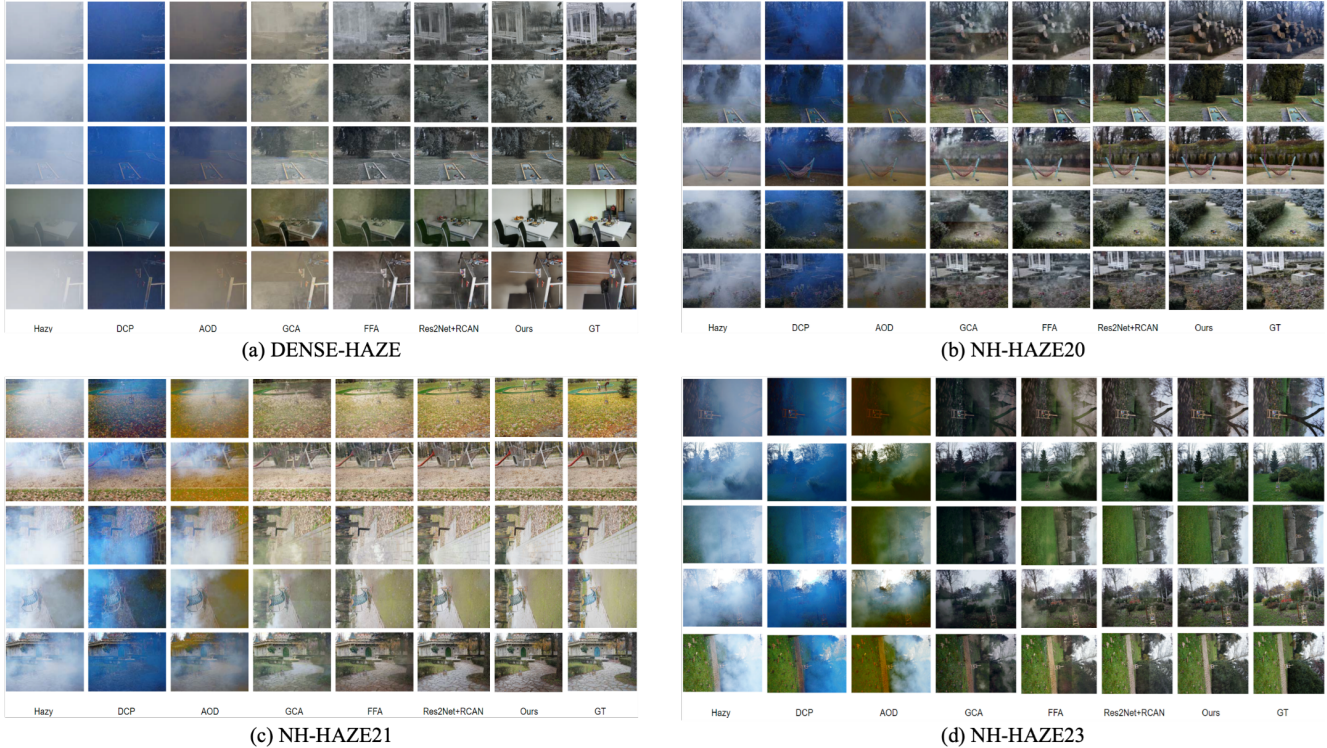 Hazy DCP AOD GCA FFA Res2Net+RCAN Ours GT
(a) DENSE-HAZE
Hazy DCP AOD GCA FFA Res2Net+RCAN Ours GT
(b) NH-HAZE20
Hazy DCP AOD GCA FFA Res2Net+RCAN Ours GT
(c) NH-HAZE21
Hazy DCP AOD GCA FFA Res2Net+RCAN Ours GT
(d) NH-HAZE23